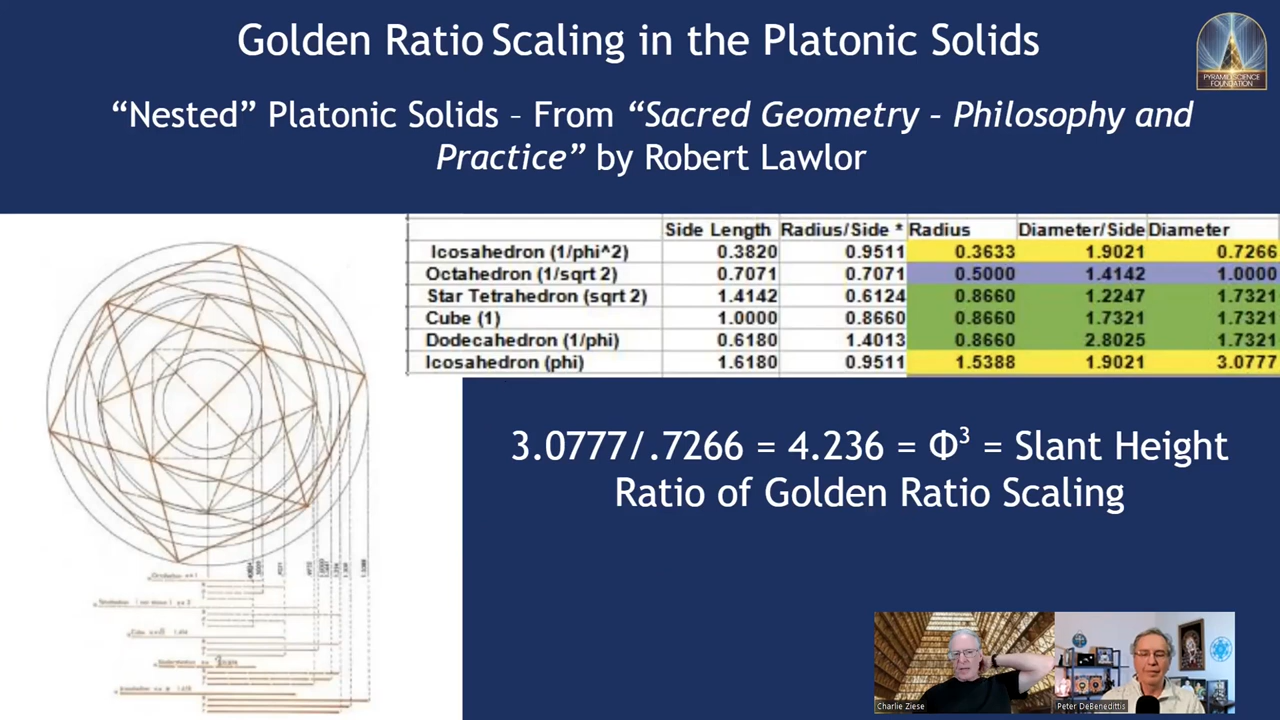 Golden Ratio Scaling in the Platonic Solids
PYRAMID SCIENCE
FOUNDATION
“Nested” Platonic Solids – From “Sacred Geometry – Philosophy and
Practice” by Robert Lawlor
Side Length Radius/Side * Radius Diameter/Side Diameter
Icosahedron (1/phi^2) 0.3820 0.9511 0.3633 1.9021 0.7266
Octahedron (1/sqrt 2) 0.7071 0.7071 0.5000 1.4142 1.0000
Star Tetrahedron (sqrt 2) 1.4142 0.6124 0.8660 1.2247 1.7321
Cube (1) 1.0000 0.8660 0.8660 1.7321 1.7321
Dodecahedron (1/phi) 0.6180 1.4013 0.8660 2.8025 1.7321
Icosahedron (phi) 1.6180 0.9511 1.5388 1.9021 3.0777
3.0777/.7266 = 4.236 = Φ³ = Slant Height
Ratio of Golden Ratio Scaling
Charlie Ziese
Peter DeBenedittis